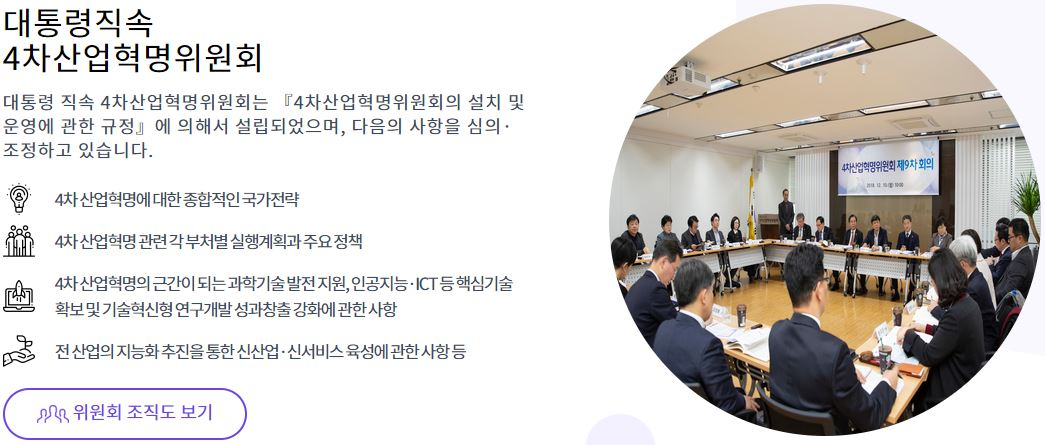 대통령직속
4차산업혁명위원회
대통령 직속 4차산업혁명위원회는 『4차산업혁명위원회의 설치 및
운영에 관한 규정』에 의해서 설립되었으며, 다음의 사항을 심의·
조정하고 있습니다.
4차 산업혁명에 대한 종합적인 국가전략
4차 산업혁명 관련 각 부처별 실행계획과 주요 정책
4차 산업혁명의 근간이 되는 과학기술 발전 지원, 인공지능·ICT 등 핵심기술
확보 및 기술혁신형 연구개발 성과창출 강화에 관한 사항
전 산업의 지능화 추진을 통한 신산업·신서비스 육성에 관한 사항 등
위원회 조직도 보기
4차산업혁명위원회 제9차 회의
2018. 12. 10.(월) 10:00